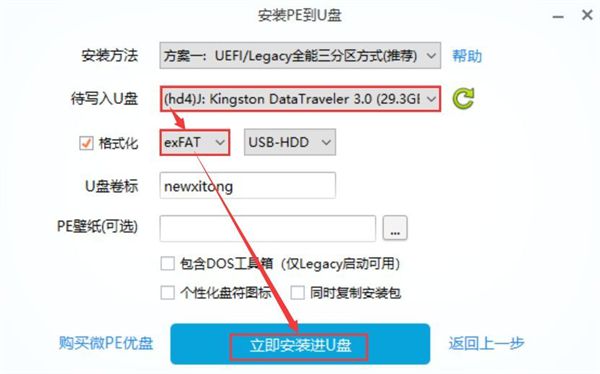 安装PE到U盘
安装方法 方案一：UEFI/Legacy全能三分区方式(推荐) 帮助
待写入U盘 (hd4)J: Kingston DataTraveler 3.0 (29.3GE
格式化 exFAT USB-HDD
U盘卷标 newxitong
PE壁纸(可选) ...
包含DOS工具箱（仅Legacy启动可用）
个性化盘符图标 同时复制安装包
购买微PE优盘 立即安装进U盘 返回上一步